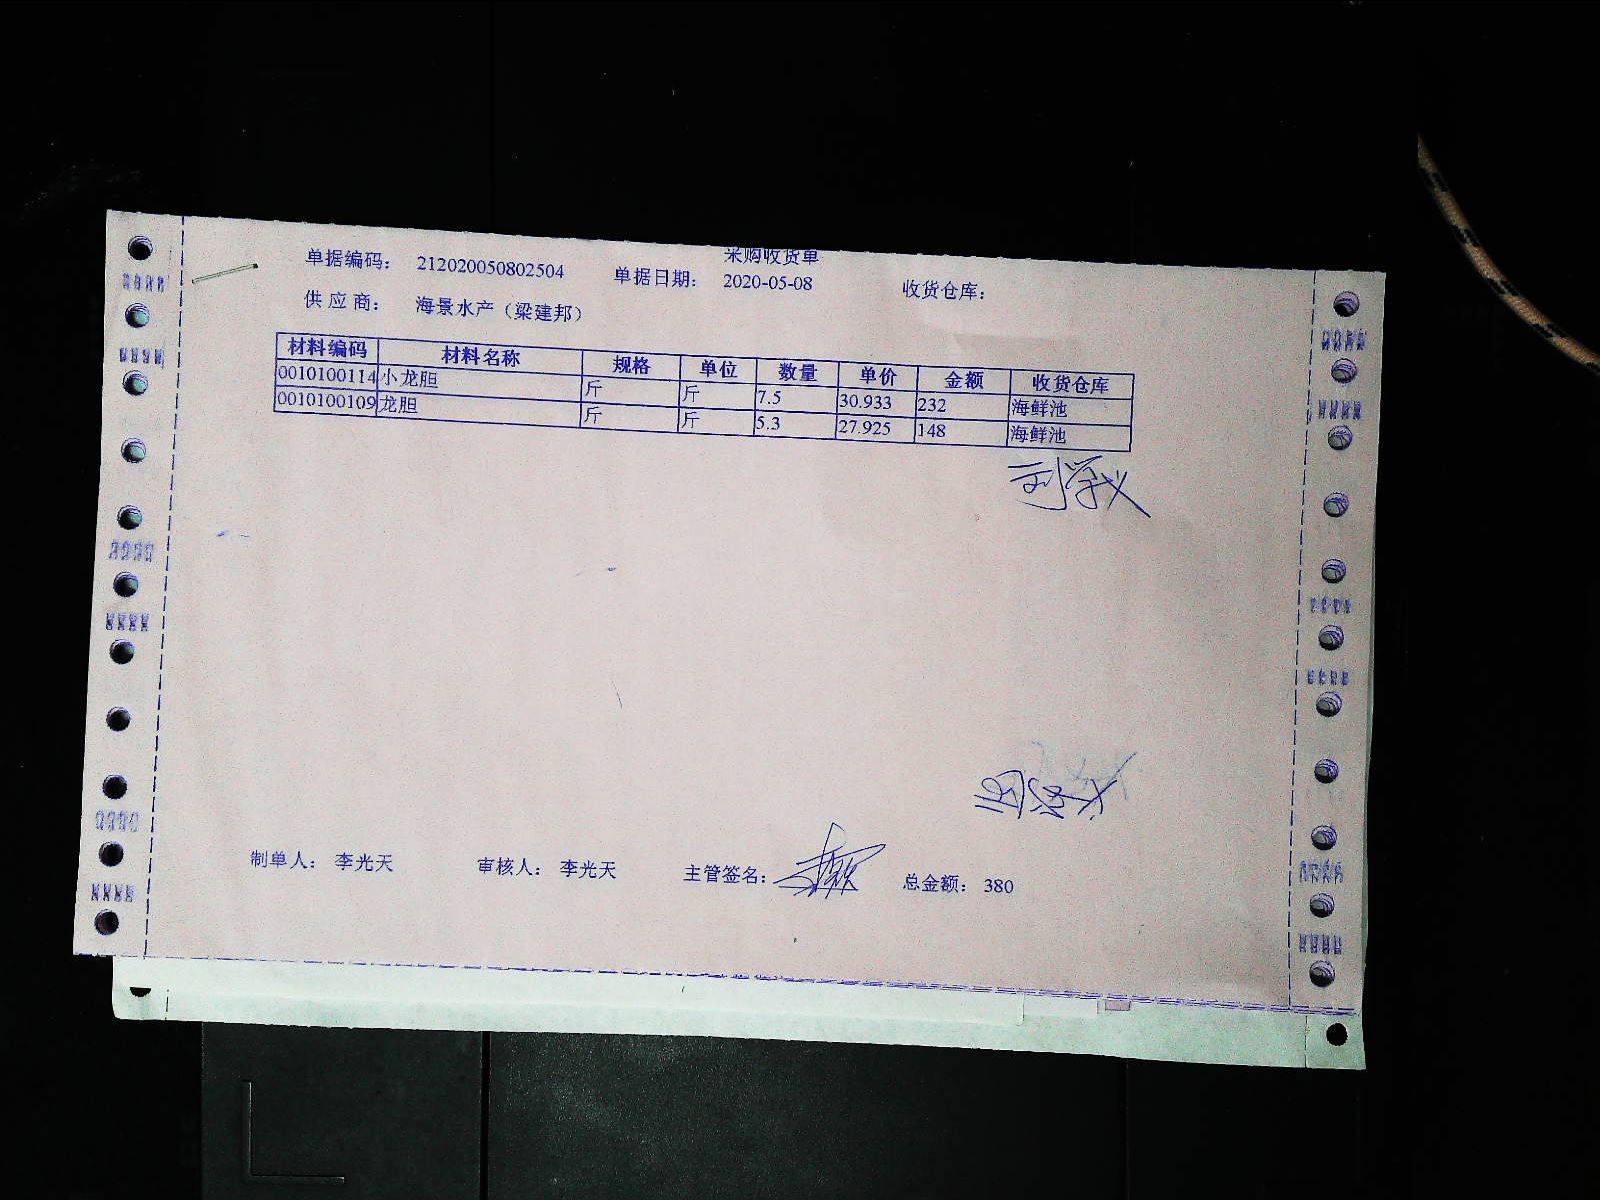 采购收货单
单据编码: 212020050802504 单据日期: 2020-05-08 收货仓库:
供应商: 海景水产（梁建邦）
材料编码 材料名称 规格 单位 数量 单价 金额 收货仓库
0010100114 小龙胆 斤 斤 7.5 30.933 232 海鲜池
0010100109 龙胆 斤 斤 5.3 27.925 148 海鲜池
刘学义
制单人: 李光天 审核人: 李光天 主管签名: 总金额: 380